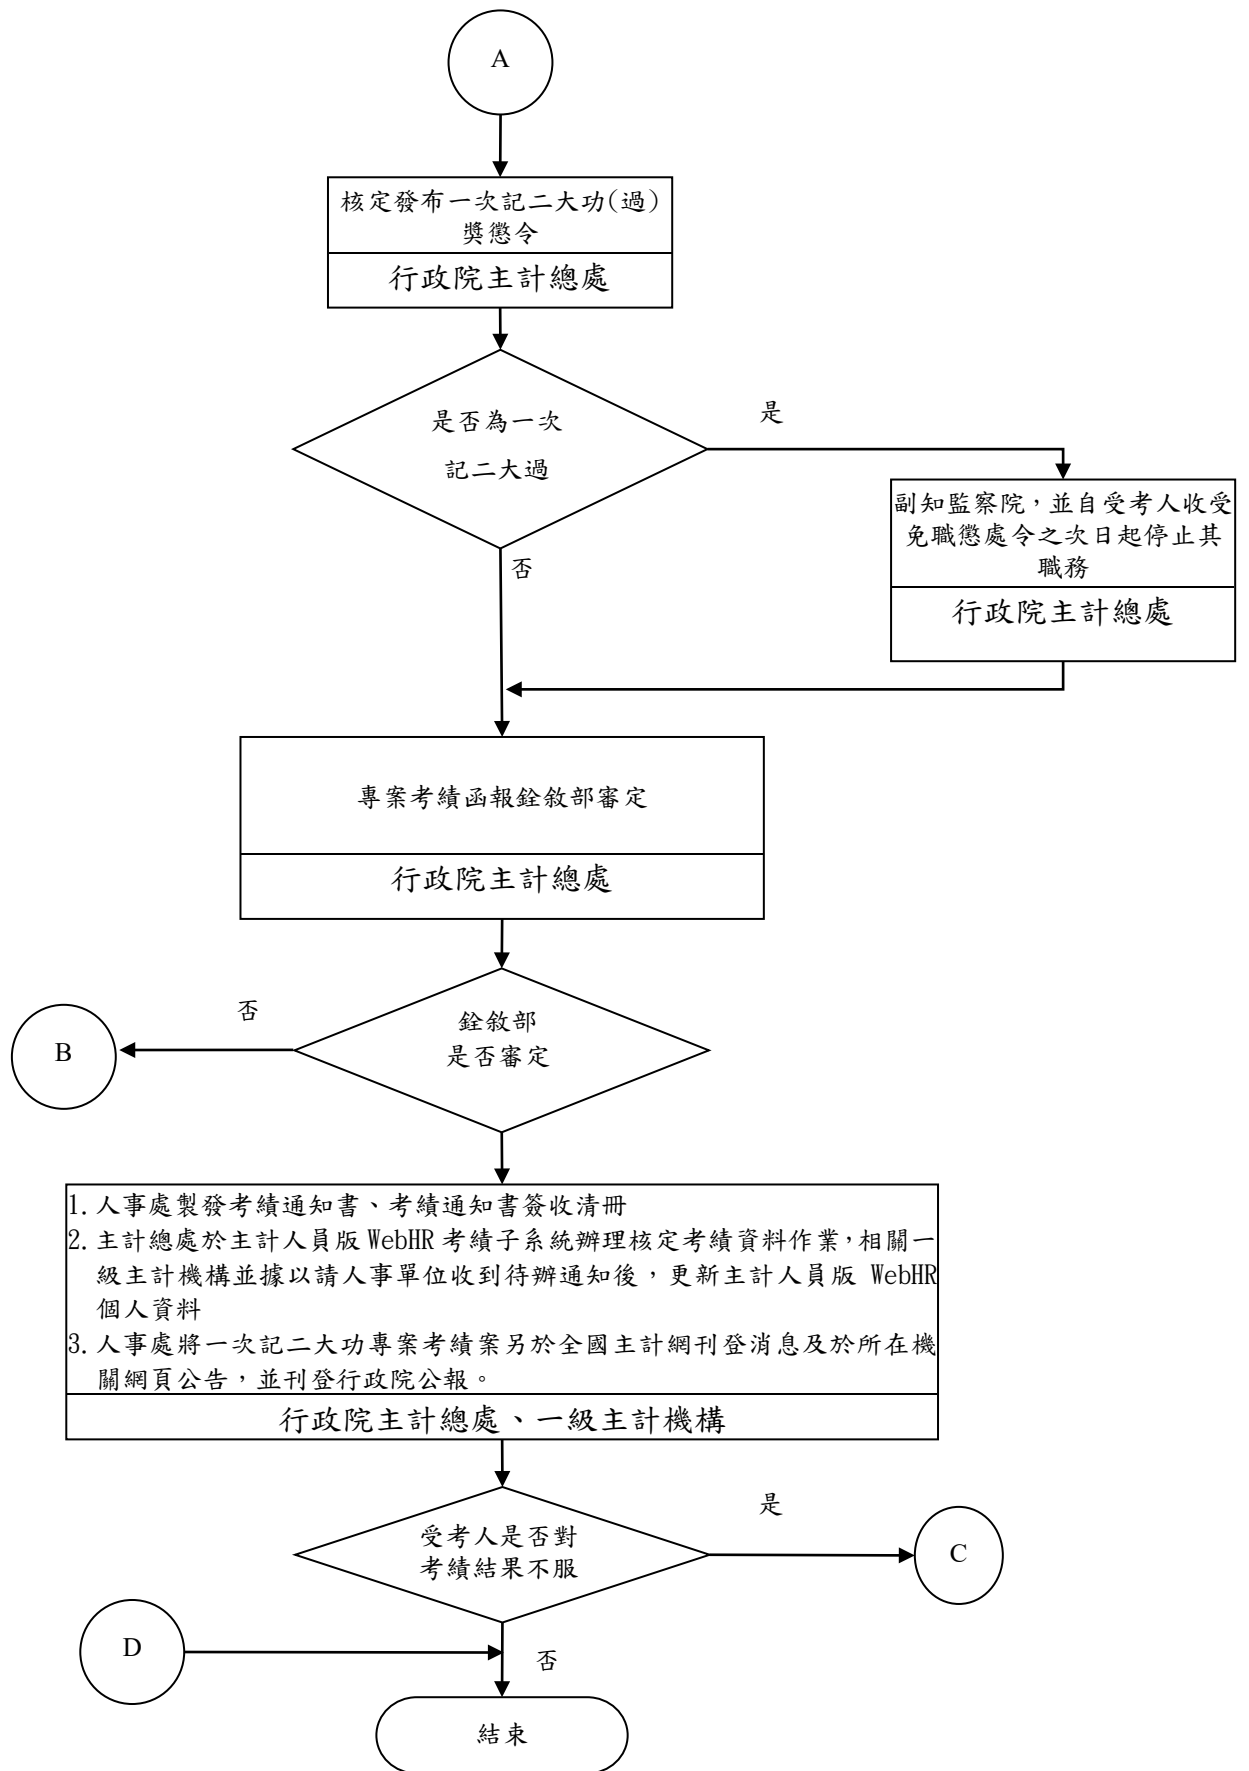 A
核定發布一次記二大功(過)
獎懲令
行政院主計總處
是否為一次
記二大過
是
否
副知監察院，並自受考人收受
免職懲處令之次日起停止其
職務
行政院主計總處
專案考績函報銓敘部審定
行政院主計總處
銓敘部
是否審定
否
B
1.人事處製發考績通知書、考績通知書簽收清冊
2.主計總處於主計人員版 WebHR 考績子系統辦理核定考績資料作業，相關一
級主計機構並據以請人事單位收到待辦通知後，更新主計人員版 WebHR
個人資料
3.人事處將一次記二大功專案考績案另於全國主計網刊登消息及於所在機
關網頁公告，並刊登行政院公報。
行政院主計總處、一級主計機構
受考人是否對
考績結果不服
是
C
D
否
結束